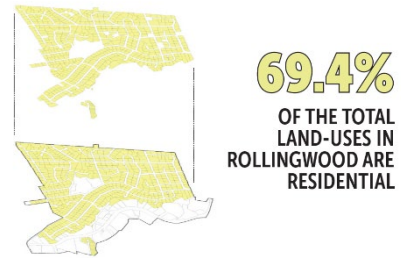 69.4%
OF THE TOTAL
LAND-USES IN
ROLLINGWOOD ARE
RESIDENTIAL